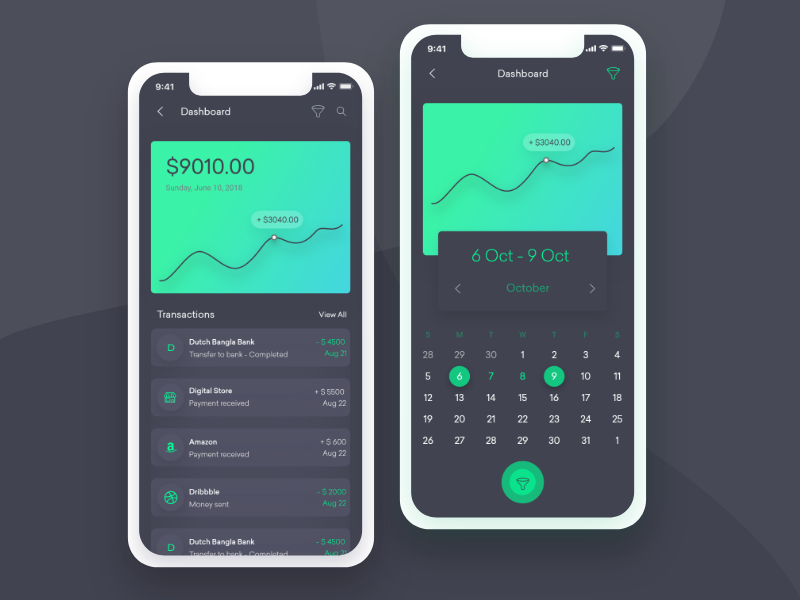 9:41
Dashboard
$9010.00
Sunday, June 10, 2018
+ $3040.00
Transactions
View All
D
Dutch Bangla Bank
- $ 4500
Transfer to bank - Completed
Aug 21
Digital Store
+ $ 5500
Payment received
Aug 22
a
Amazon
+ $ 600
Payment received
Aug 22
Dribbble
- $ 2000
Money sent
Aug 22
D
Dutch Bangla Bank
- $ 4500
Transfer to bank - Completed
Aug 21
9:41
Dashboard
+ $3040.00
6 Oct - 9 Oct
October
S M T W T F S
28 29 30 1 2 3 4
5 6 7 8 9 10 11
12 13 14 15 16 17 18
19 20 21 22 23 24 25
26 27 28 29 30 31 1